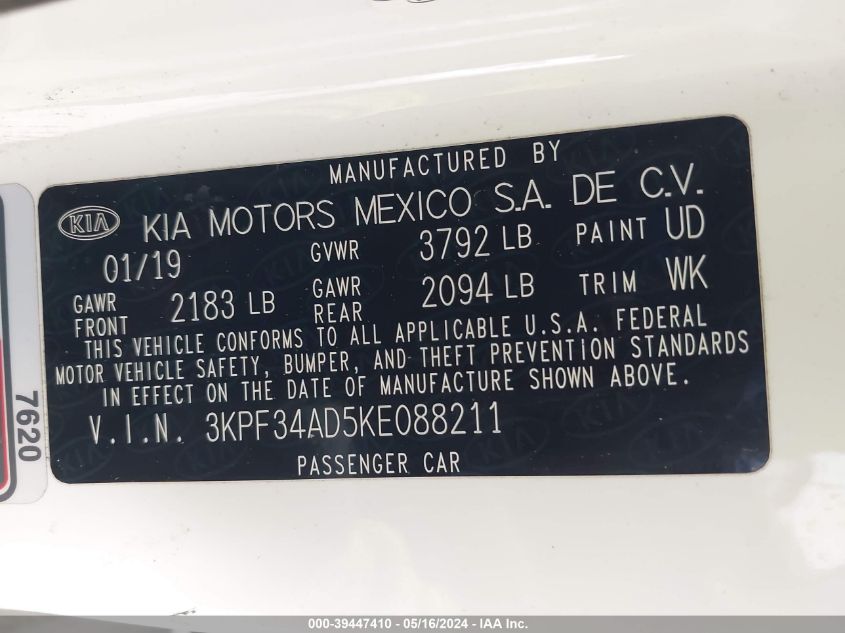 MANUFACTURED BY
KIA KIA MOTORS MEXICO S.A. DE C.V.
01/19 GVWR 3792 LB PAINT UD
GAWR FRONT 2183 LB GAWR REAR 2094 LB TRIM WK
THIS VEHICLE CONFORMS TO ALL APPLICABLE U.S.A. FEDERAL
MOTOR VEHICLE SAFETY, BUMPER, AND THEFT PREVENTION STANDARDS
IN EFFECT ON THE DATE OF MANUFACTURE SHOWN ABOVE.
V.I.N. 3KPF34AD5KE088211
PASSENGER CAR
7620
000-39447410 - 05/16/2024 - IAA Inc.